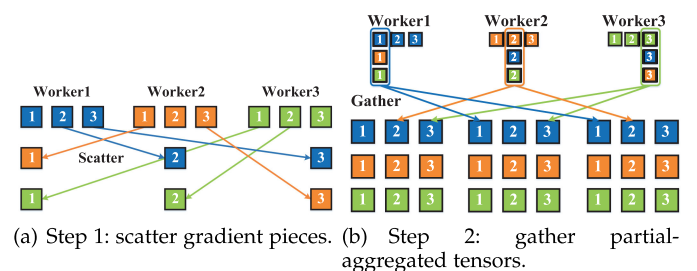 Worker1 Worker2 Worker3
1 2 3 1 2 3 1 2 3
1 Scatter 2 3
1 2 3
(a) Step 1: scatter gradient pieces.
Worker1 Worker2 Worker3
1 2 3 1 2 3 1 2 3
1 2 3
1 2 3
Gather
1 2 3 1 2 3 1 2 3
1 2 3 1 2 3 1 2 3
1 2 3 1 2 3 1 2 3
(b) Step 2: gather partial-
aggregated tensors.